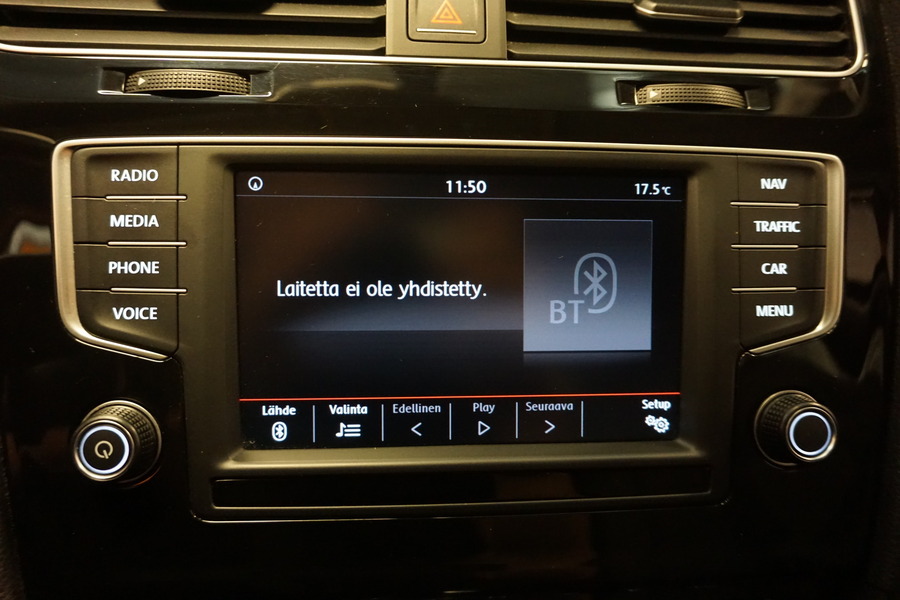 RADIO
MEDIA
PHONE
VOICE
11:50
17.5°C
Laitetta ei ole yhdistetty.
BT
Lähde
Valinta
Edellinen
Play
Seuraava
Setup
NAV
TRAFFIC
CAR
MENU